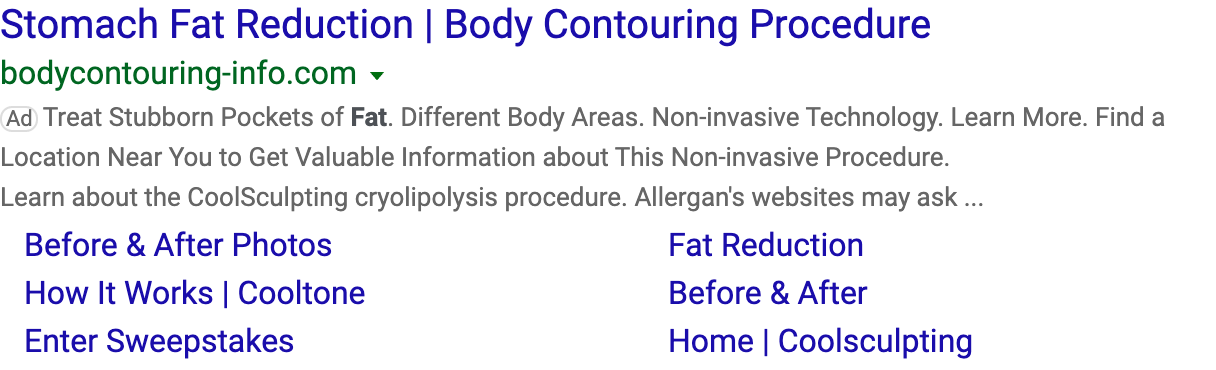 Stomach Fat Reduction | Body Contouring Procedure
bodycontouring-info.com
Ad Treat Stubborn Pockets of Fat. Different Body Areas. Non-invasive Technology. Learn More. Find a
Location Near You to Get Valuable Information about This Non-invasive Procedure.
Learn about the CoolSculpting cryolipolysis procedure. Allergan's websites may ask ...
Before & After Photos
Fat Reduction
How It Works | Cooltone
Before & After
Enter Sweepstakes
Home | Coolsculpting